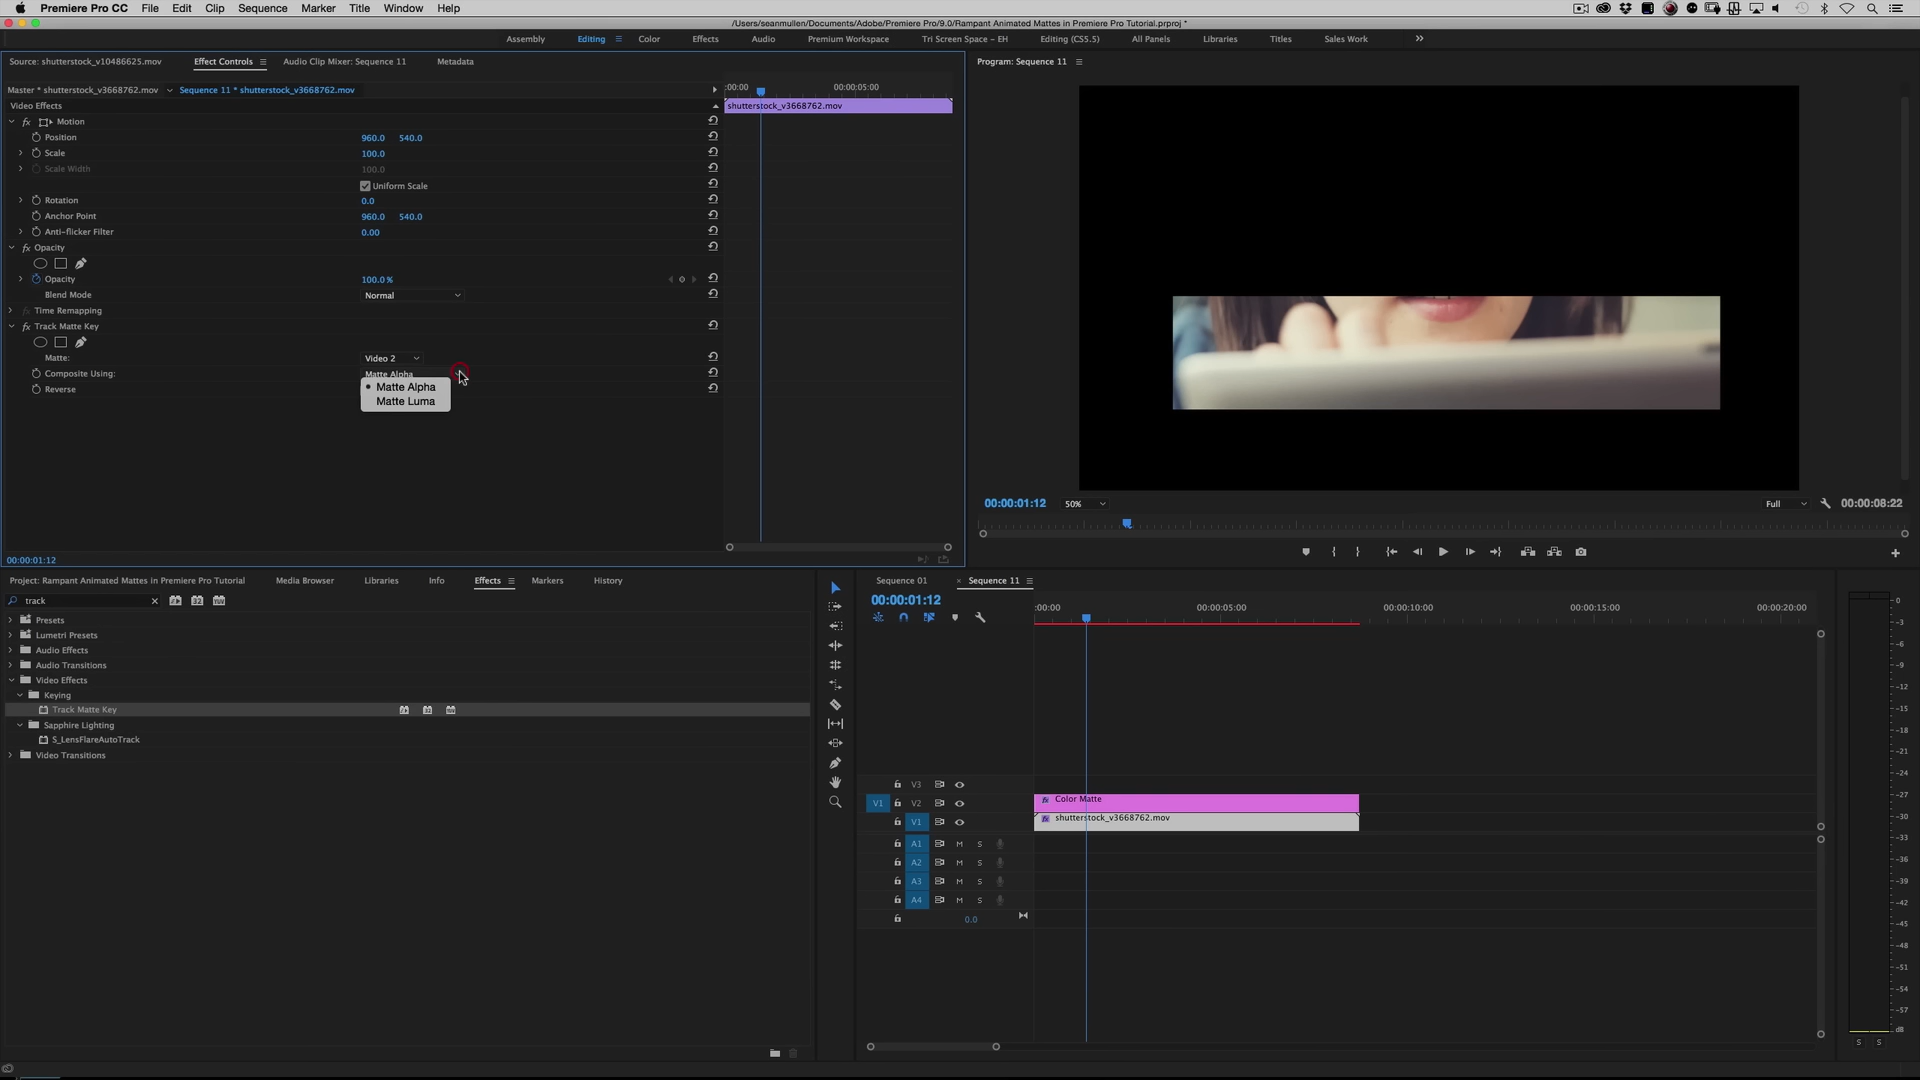 Premiere Pro CC File Edit Clip Sequence Marker Title Window Help
/Users/seanmullen/Documents/Adobe/Premiere Pro/9.0/Rampant Animated Mattes in Premiere Pro Tutorial.prproj *
Assembly Editing Color Effects Audio Premium Workspace Tri Screen Space - EH Editing (CS5.5) All Panels Libraries Titles Sales Work
Source: shutterstock_v10486625.mov Effect Controls Audio Clip Mixer: Sequence 11 Metadata
Program: Sequence 11
Master * shutterstock_v3668762.mov Sequence 11 * shutterstock_v3668762.mov
:00:00 00:00:05:00
Video Effects
shutterstock_v3668762.mov
fx Motion
Position 960.0 540.0
Scale 100.0
Scale Width 100.0
Uniform Scale
Rotation 0.0
Anchor Point 960.0 540.0
Anti-flicker Filter 0.00
fx Opacity
Opacity 100.0 %
Blend Mode Normal
Time Remapping
fx Track Matte Key
Matte: Video 2
Composite Using: Matte Alpha
Reverse
Matte Alpha
Matte Luma
00:00:01:12
00:00:01:12 50% Full 00:00:08:22
Project: Rampant Animated Mattes in Premiere Pro Tutorial Media Browser Libraries Info Effects Markers History
track
Presets
Lumetri Presets
Audio Effects
Audio Transitions
Video Effects
Keying
Track Matte Key
Sapphire Lighting
S_LensFlareAutoTrack
Video Transitions
Sequence 01 × Sequence 11
00:00:01:12
:00:00 00:00:05:00 00:00:10:00 00:00:15:00 00:00:20:00
V3
V1 V2 Color Matte
V1 shutterstock_v3668762.mov
A1 M S
A2 M S
A3 M S
A4 M S
0.0
0
-3
-6
-9
-12
-15
-18
-21
-24
-27
-30
-33
-36
-39
-42
-45
-48
-51
-54
-57
dB
S S